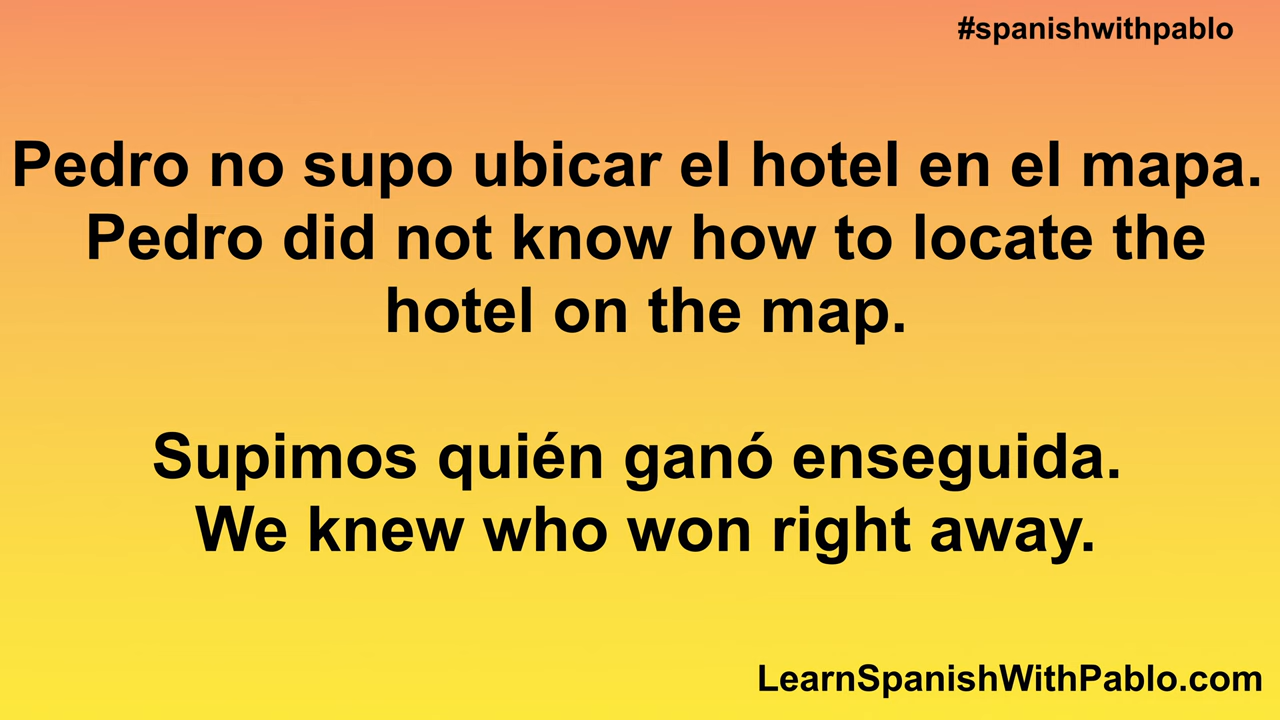 #spanishwithpablo
Pedro no supo ubicar el hotel en el mapa.
Pedro did not know how to locate the
hotel on the map.
Supimos quién ganó enseguida.
We knew who won right away.
LearnSpanishWithPablo.com